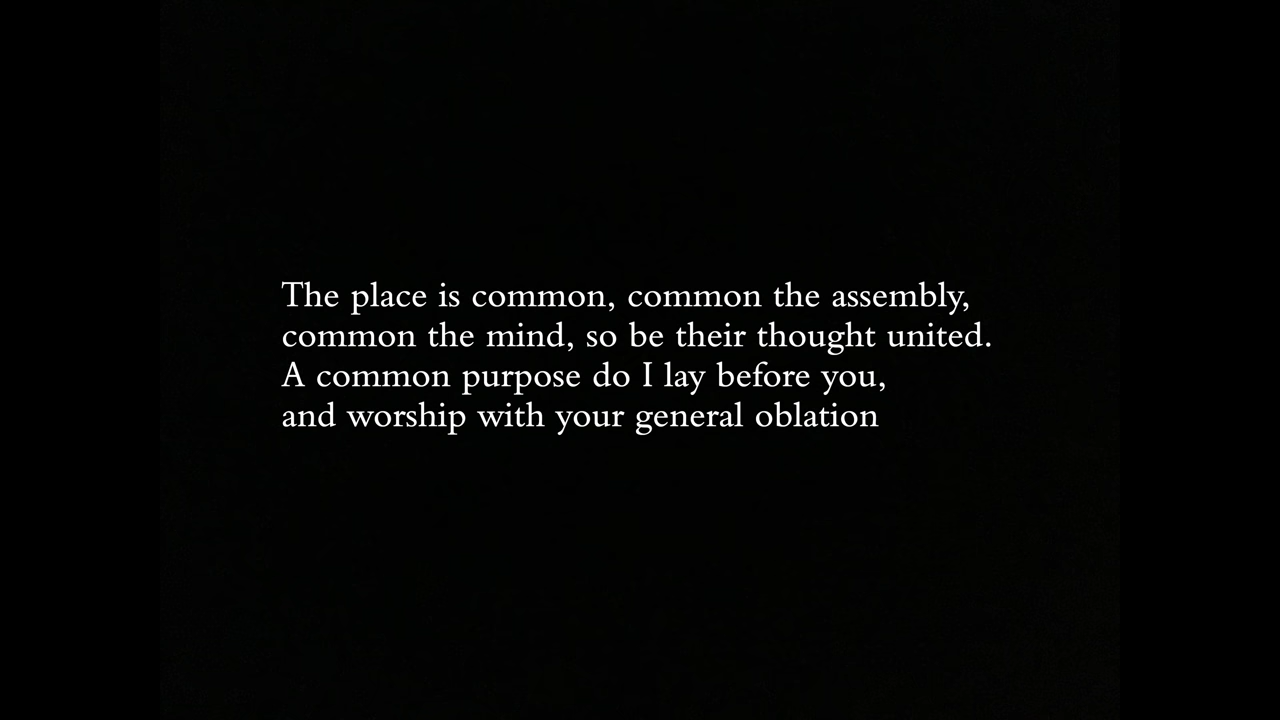 The place is common, common the assembly,
common the mind, so be their thought united.
A common purpose do I lay before you,
and worship with your general oblation